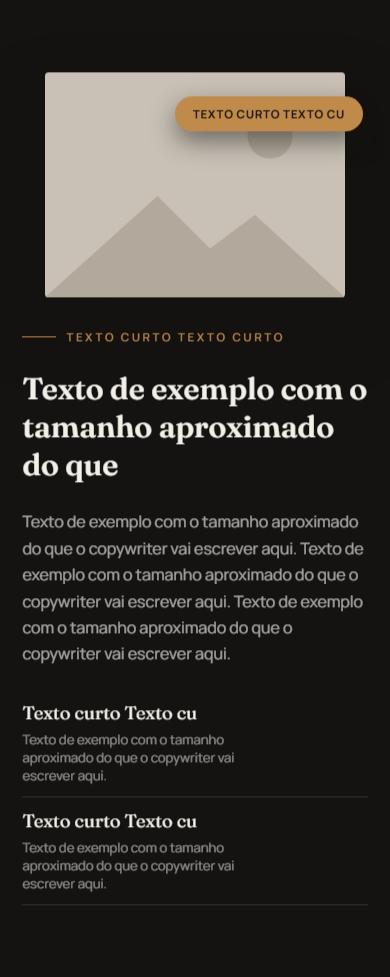 TEXTO CURTO TEXTO CU
TEXTO CURTO TEXTO CURTO
Texto de exemplo com o
tamanho aproximado
do que
Texto de exemplo com o tamanho aproximado
do que o copywriter vai escrever aqui. Texto de
exemplo com o tamanho aproximado do que o
copywriter vai escrever aqui. Texto de exemplo
com o tamanho aproximado do que o
copywriter vai escrever aqui.
Texto curto Texto cu
Texto de exemplo com o tamanho
aproximado do que o copywriter vai
escrever aqui.
Texto curto Texto cu
Texto de exemplo com o tamanho
aproximado do que o copywriter vai
escrever aqui.